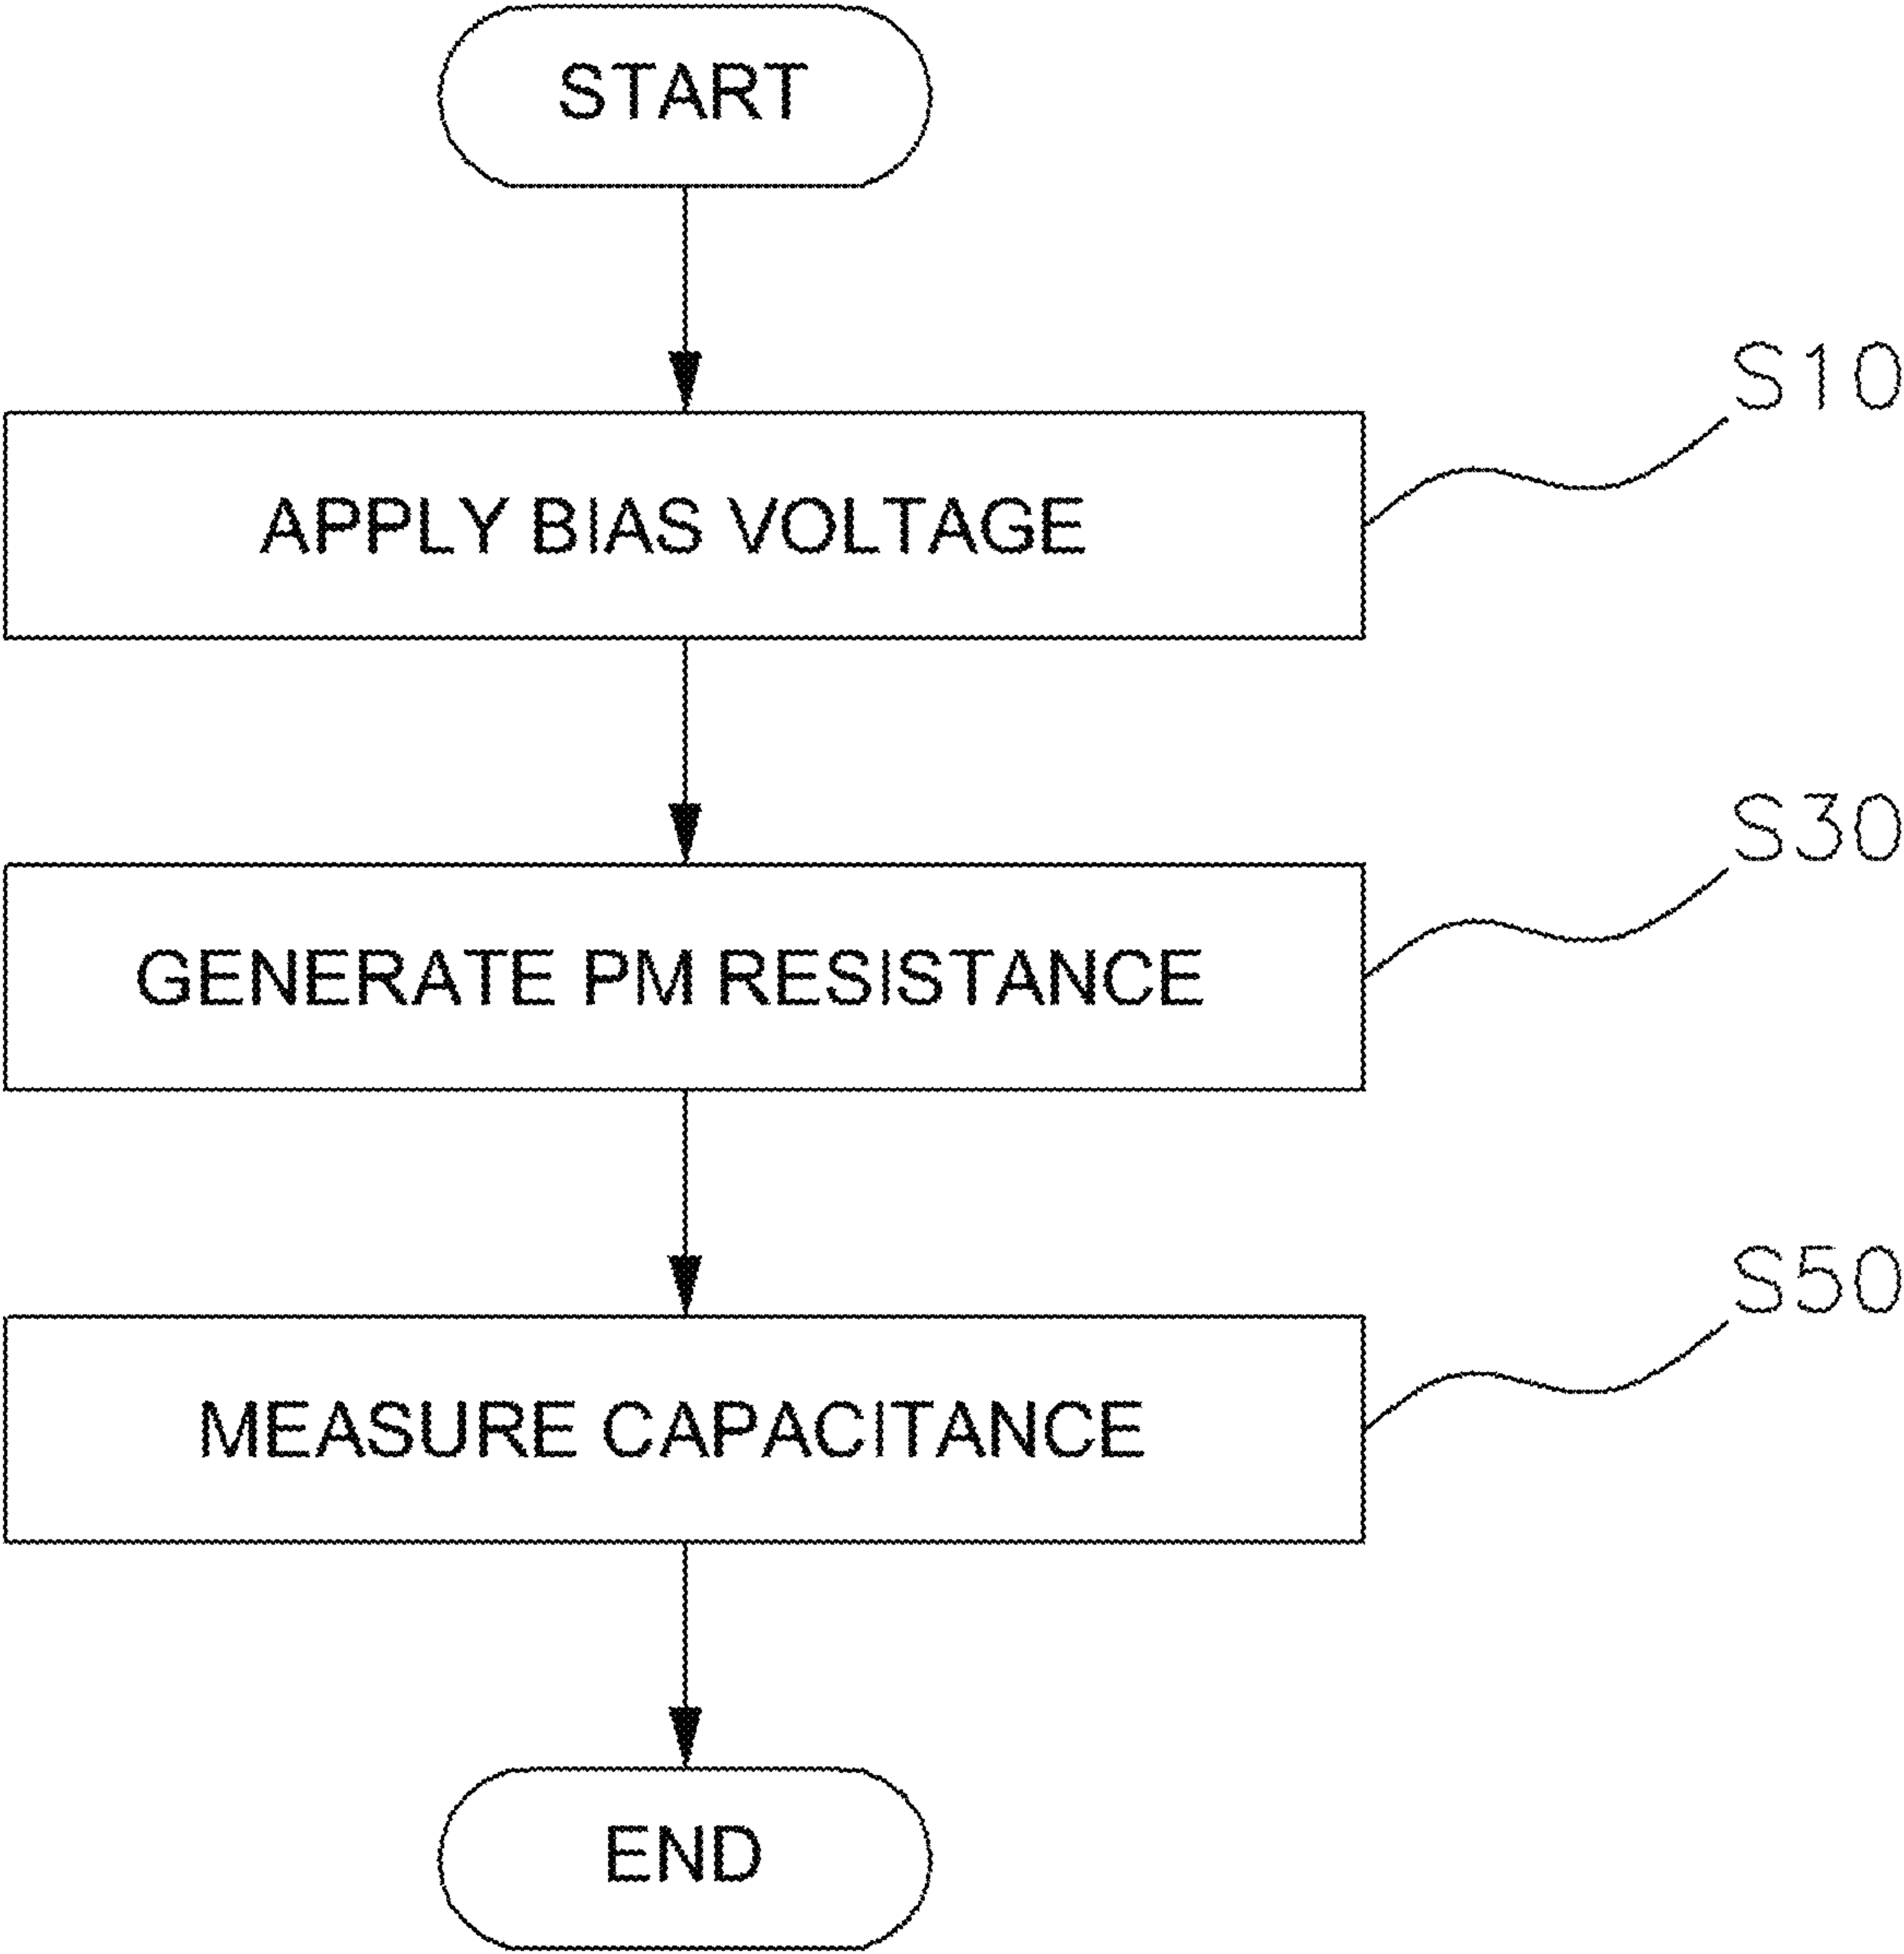 START
S10
APPLY BIAS VOLTAGE
S30
GENERATE PM RESISTANCE
S50
MEASURE CAPACITANCE
END